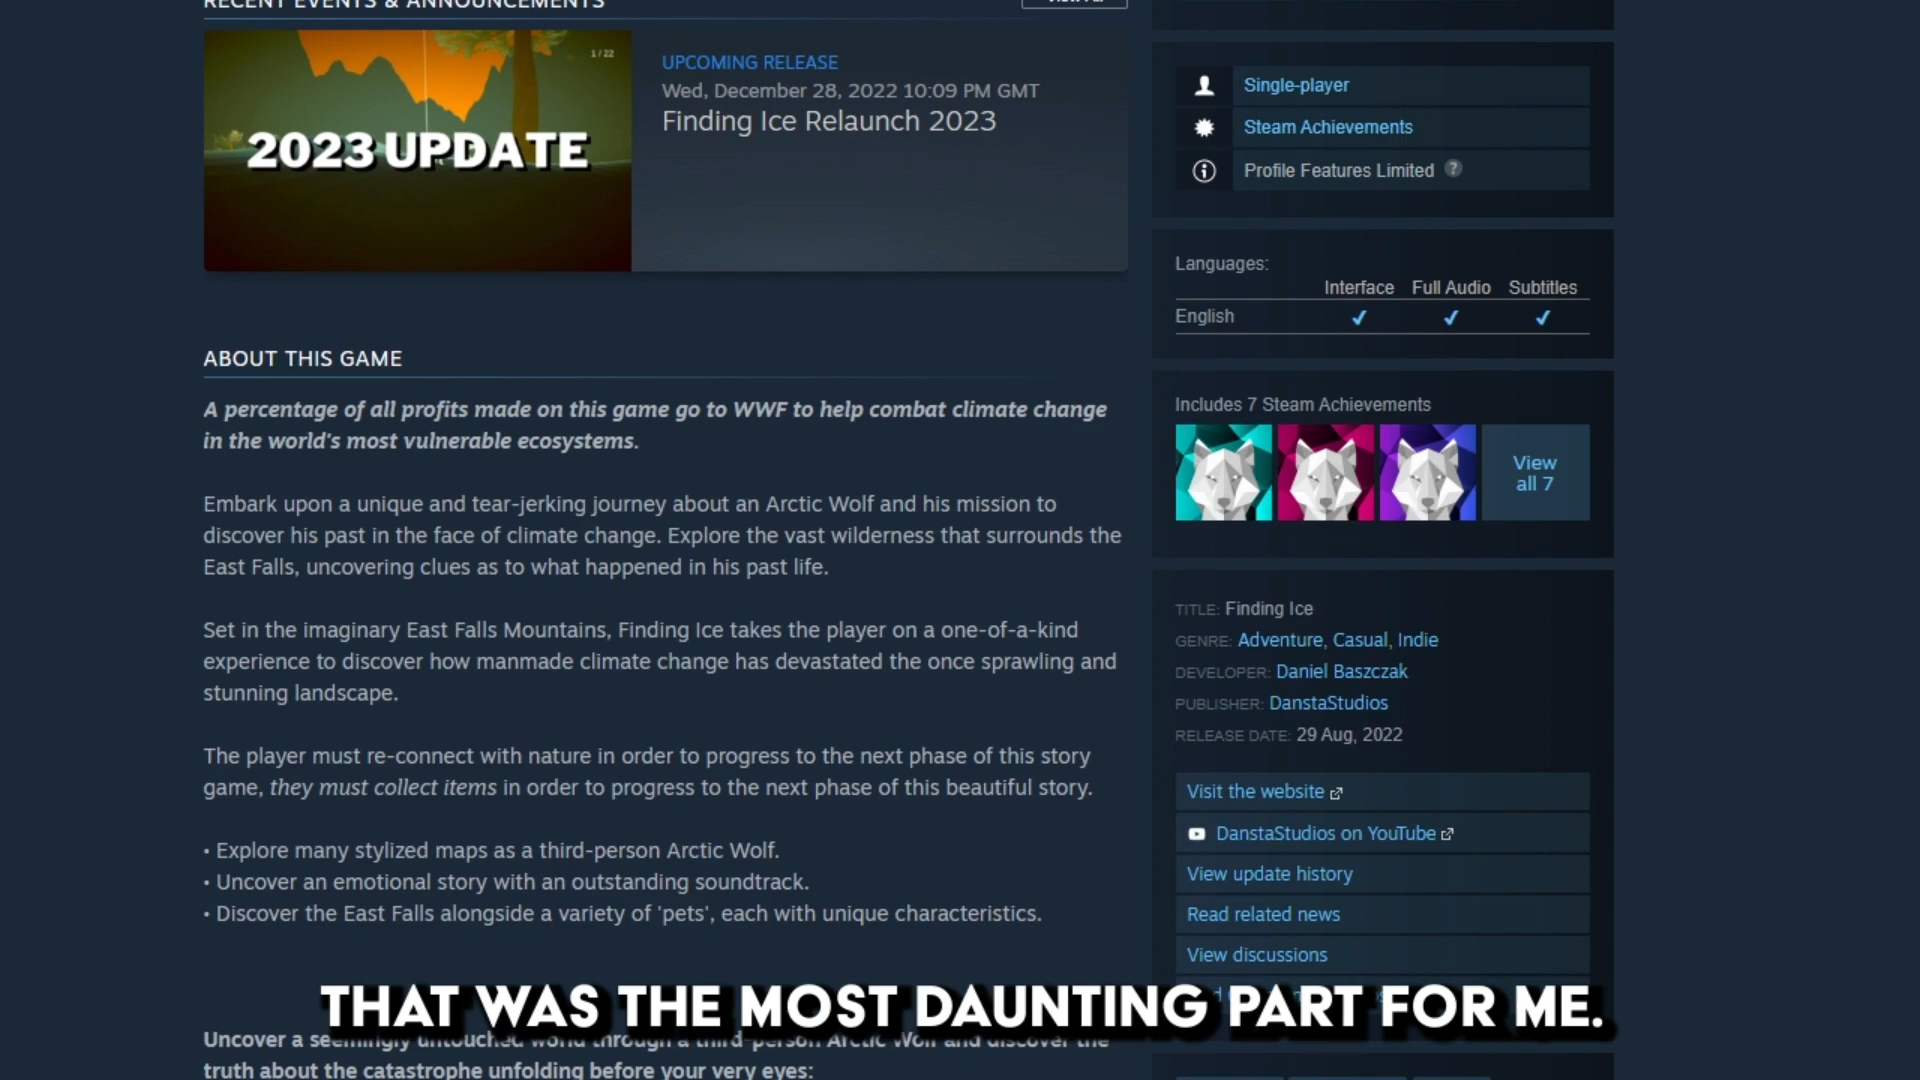 RECENT EVENTS & ANNOUNCEMENTS
1 / 22
2023 UPDATE
UPCOMING RELEASE
Wed, December 28, 2022 10:09 PM GMT
Finding Ice Relaunch 2023
ABOUT THIS GAME
A percentage of all profits made on this game go to WWF to help combat climate change
in the world's most vulnerable ecosystems.
Embark upon a unique and tear-jerking journey about an Arctic Wolf and his mission to
discover his past in the face of climate change. Explore the vast wilderness that surrounds the
East Falls, uncovering clues as to what happened in his past life.
Set in the imaginary East Falls Mountains, Finding Ice takes the player on a one-of-a-kind
experience to discover how manmade climate change has devastated the once sprawling and
stunning landscape.
The player must re-connect with nature in order to progress to the next phase of this story
game, they must collect items in order to progress to the next phase of this beautiful story.
• Explore many stylized maps as a third-person Arctic Wolf.
• Uncover an emotional story with an outstanding soundtrack.
• Discover the East Falls alongside a variety of 'pets', each with unique characteristics.
Uncover a seemingly untouched world through a third-person Arctic Wolf and discover the
truth about the catastrophe unfolding before your very eyes:
Single-player
Steam Achievements
Profile Features Limited ?
Languages:
Interface Full Audio Subtitles
English ✓ ✓ ✓
Includes 7 Steam Achievements
View
all 7
TITLE: Finding Ice
GENRE: Adventure, Casual, Indie
DEVELOPER: Daniel Baszczak
PUBLISHER: DanstaStudios
RELEASE DATE: 29 Aug, 2022
Visit the website
DanstaStudios on YouTube
View update history
Read related news
View discussions
THAT WAS THE MOST DAUNTING PART FOR ME.